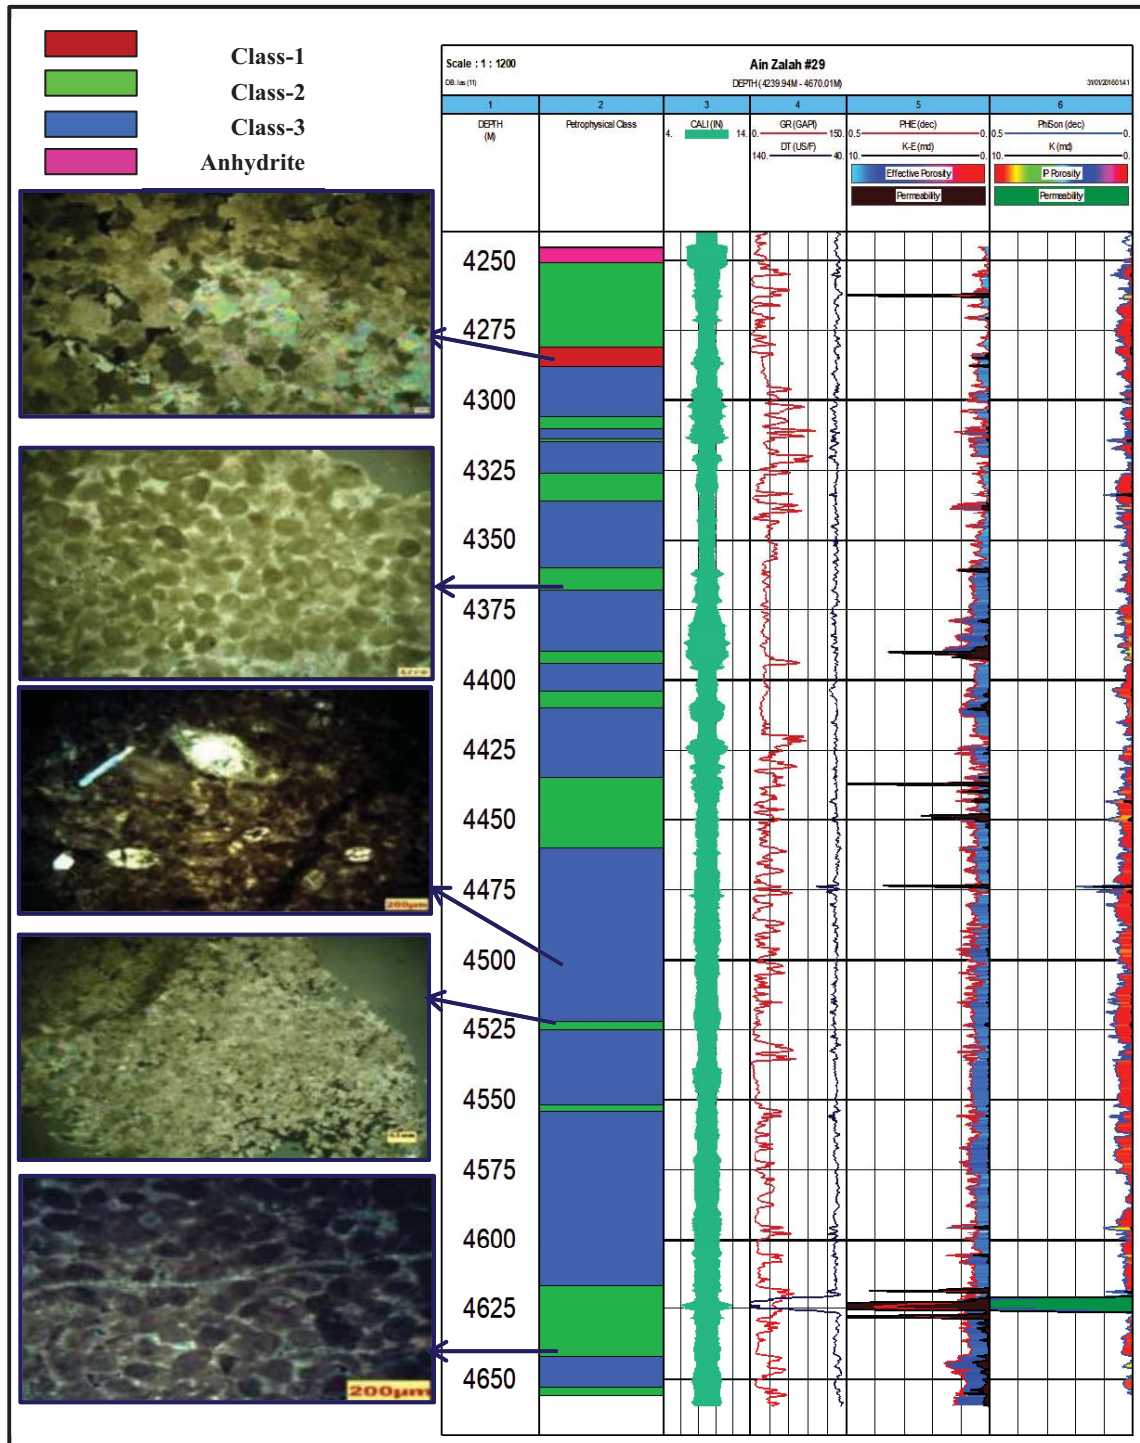 Class-1
Class-2
Class-3
Anhydrite
Scale : 1 : 1200
Ain Zalah #29
DB: las (11)
DEPTH (4239.94M - 4670.01M)
1 2 3 4 5 6
DEPTH (M)
Petrophysical Class
CALI (IN)
4. 14.
GR (GAPI)
0. 150.
DT (US/F)
140. 40.
PHE (dec)
0.5 0.
K-E (md)
10. 0.
Effective Porosity
Permeability
PhiSon (dec)
0.5 0.
K (md)
10. 0.
IP Porosity
Permeability
4250
4275
4300
4325
4350
4375
4400
4425
4450
4475
4500
4525
4550
4575
4600
4625
4650
200µm
200µm